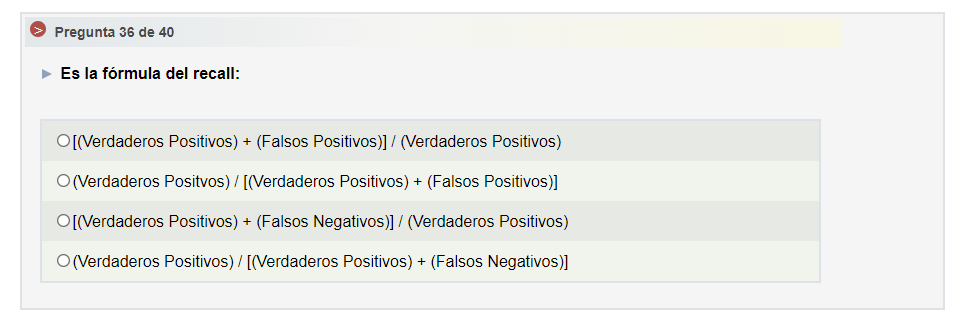 Pregunta 36 de 40
Es la fórmula del recall:
[(Verdaderos Positivos) + (Falsos Positivos)] / (Verdaderos Positivos)
(Verdaderos Positvos) / [(Verdaderos Positivos) + (Falsos Positivos)]
[(Verdaderos Positivos) + (Falsos Negativos)] / (Verdaderos Positivos)
(Verdaderos Positivos) / [(Verdaderos Positivos) + (Falsos Negativos)]